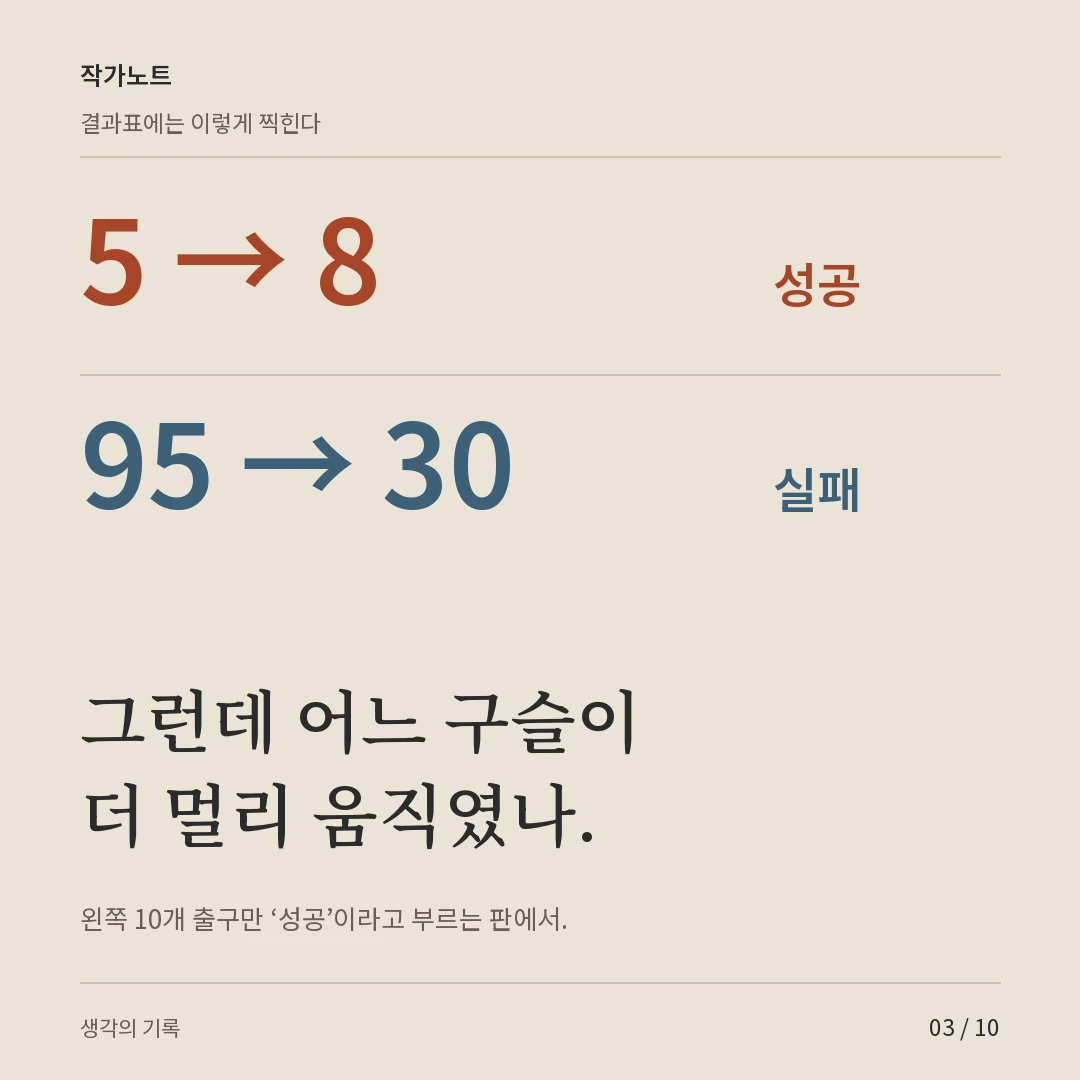 작가노트
결과표에는 이렇게 찍힌다
5 → 8 성공
95 → 30 실패
그런데 어느 구슬이
더 멀리 움직였나.
왼쪽 10개 출구만 ‘성공’이라고 부르는 판에서.
생각의 기록 03 / 10